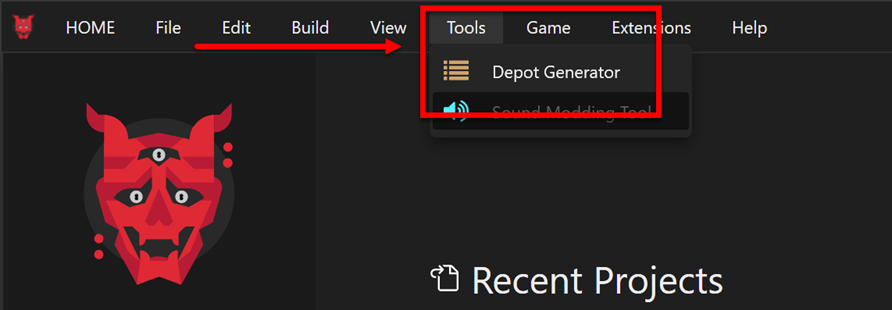 HOME File Edit Build View Tools Game Extensions Help
Depot Generator
Sound Modding Tool
Recent Projects